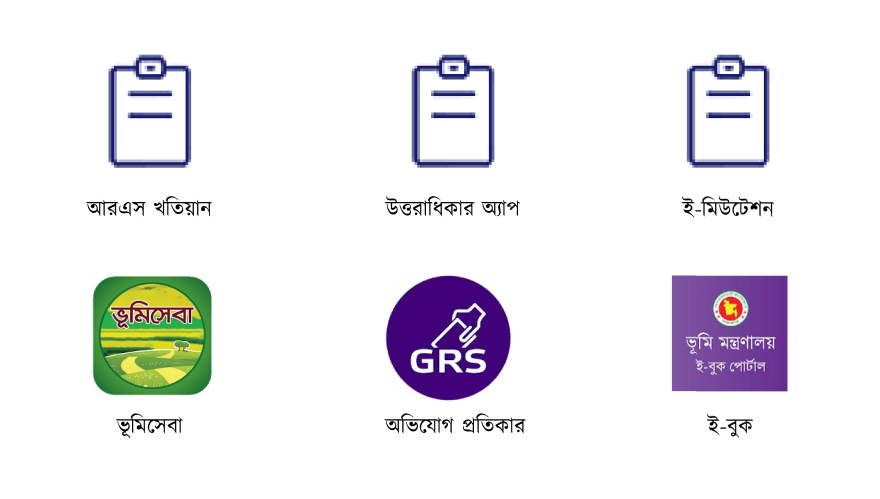 আরএস খতিয়ান
উত্তরাধিকার অ্যাপ
ই-মিউটেশন
ভূমিসেবা
GRS
ভূমি মন্ত্রণালয়
ই-বুক পোর্টাল
ভূমিসেবা
অভিযোগ প্রতিকার
ই-বুক